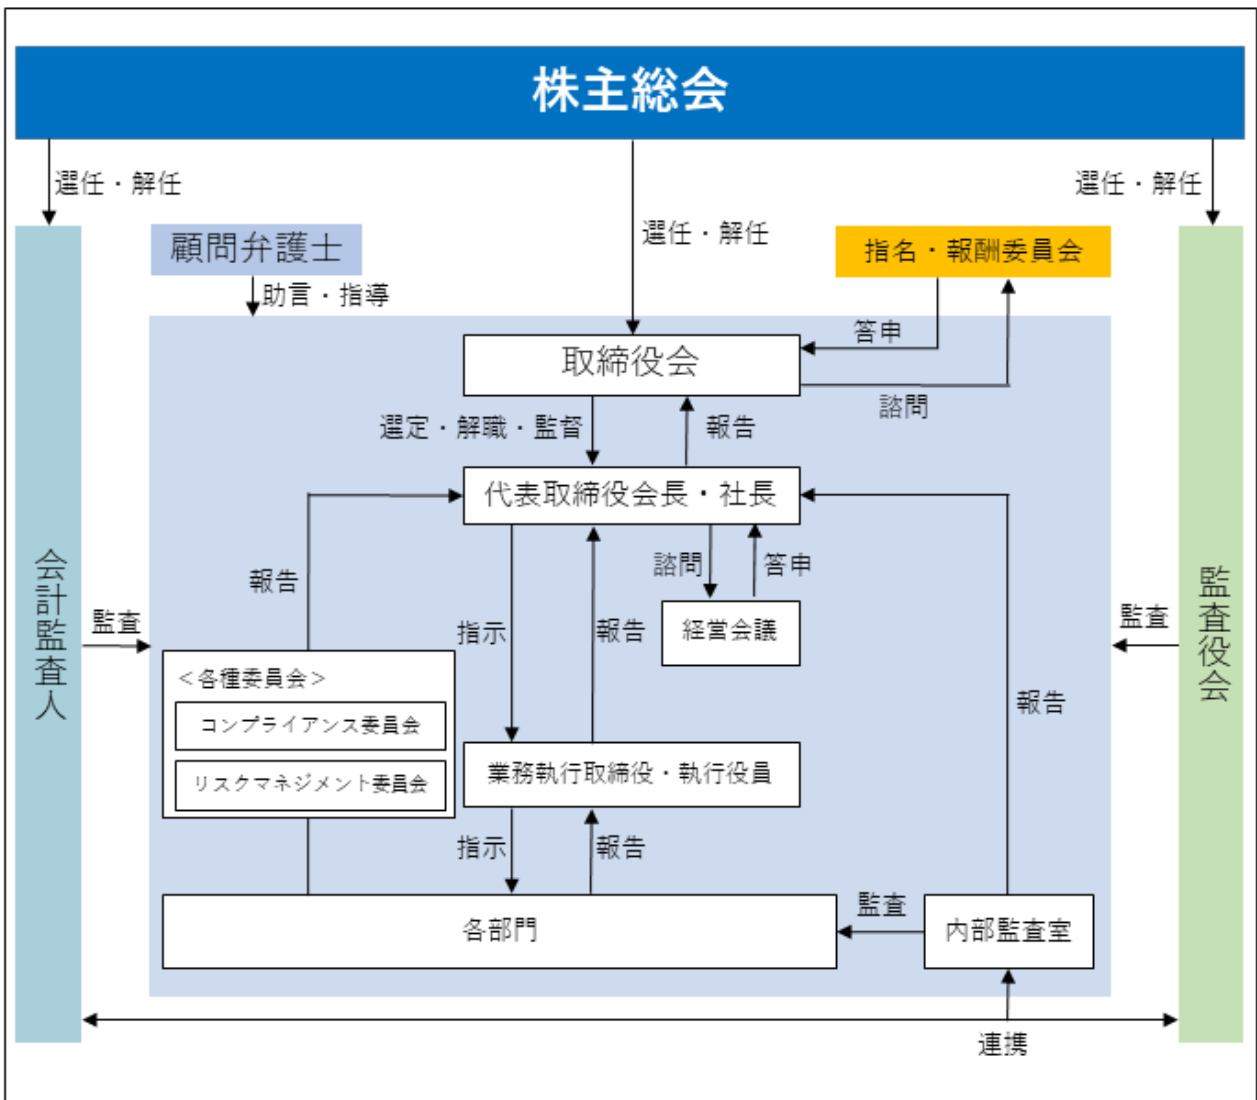 株主総会
選任・解任
選任・解任
選任・解任
顧問弁護士
指名・報酬委員会
助言・指導
答申
取締役会
諮問
選定・解職・監督
報告
代表取締役会長・社長
諮問
答申
報告
経営会議
指示
報告
会計監査人
監査
監査
監査役会
＜各種委員会＞
コンプライアンス委員会
リスクマネジメント委員会
報告
業務執行取締役・執行役員
指示
報告
各部門
監査
内部監査室
連携